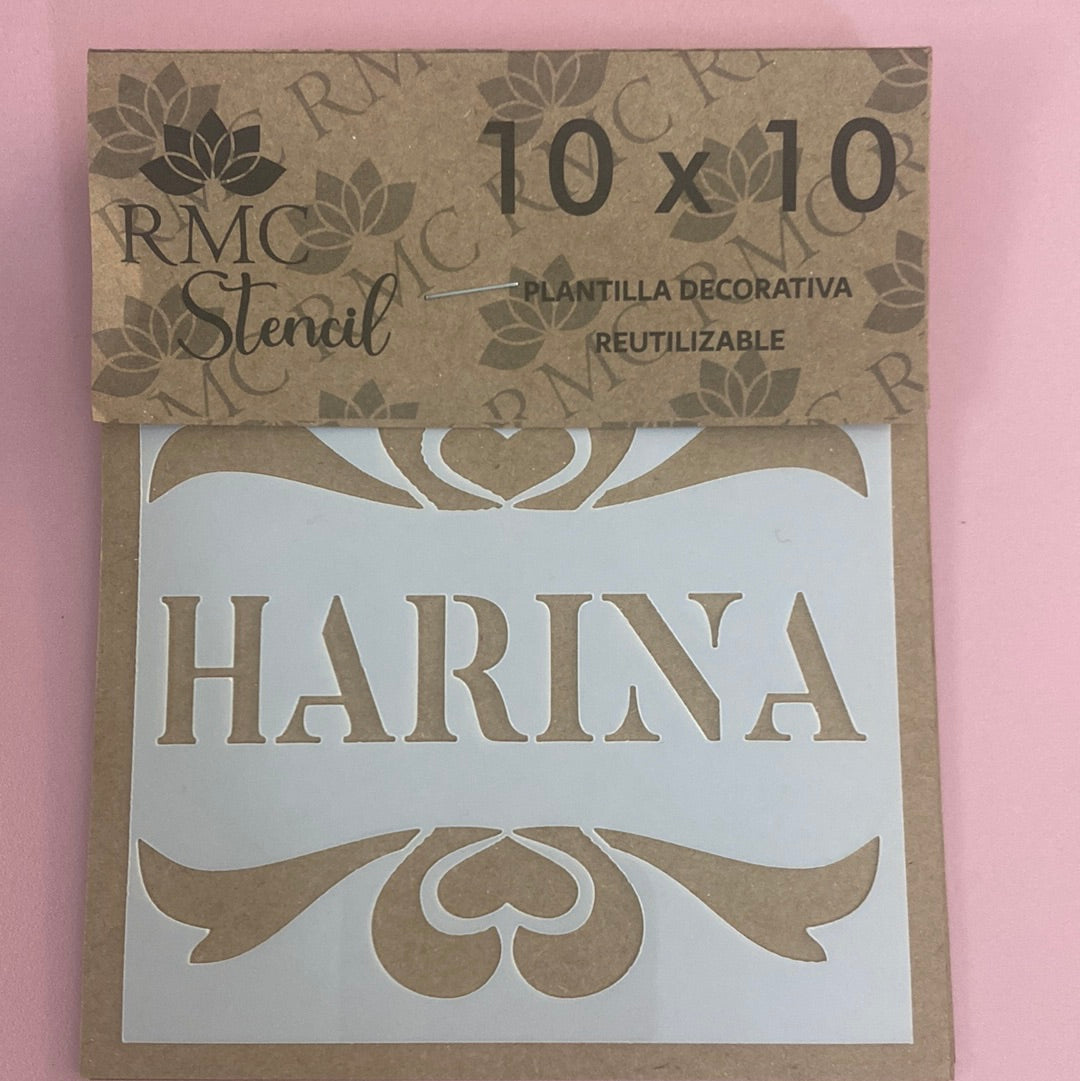 RMC
Stencil
10 x 10
PLANTILLA DECORATIVA
REUTILIZABLE
HARINA